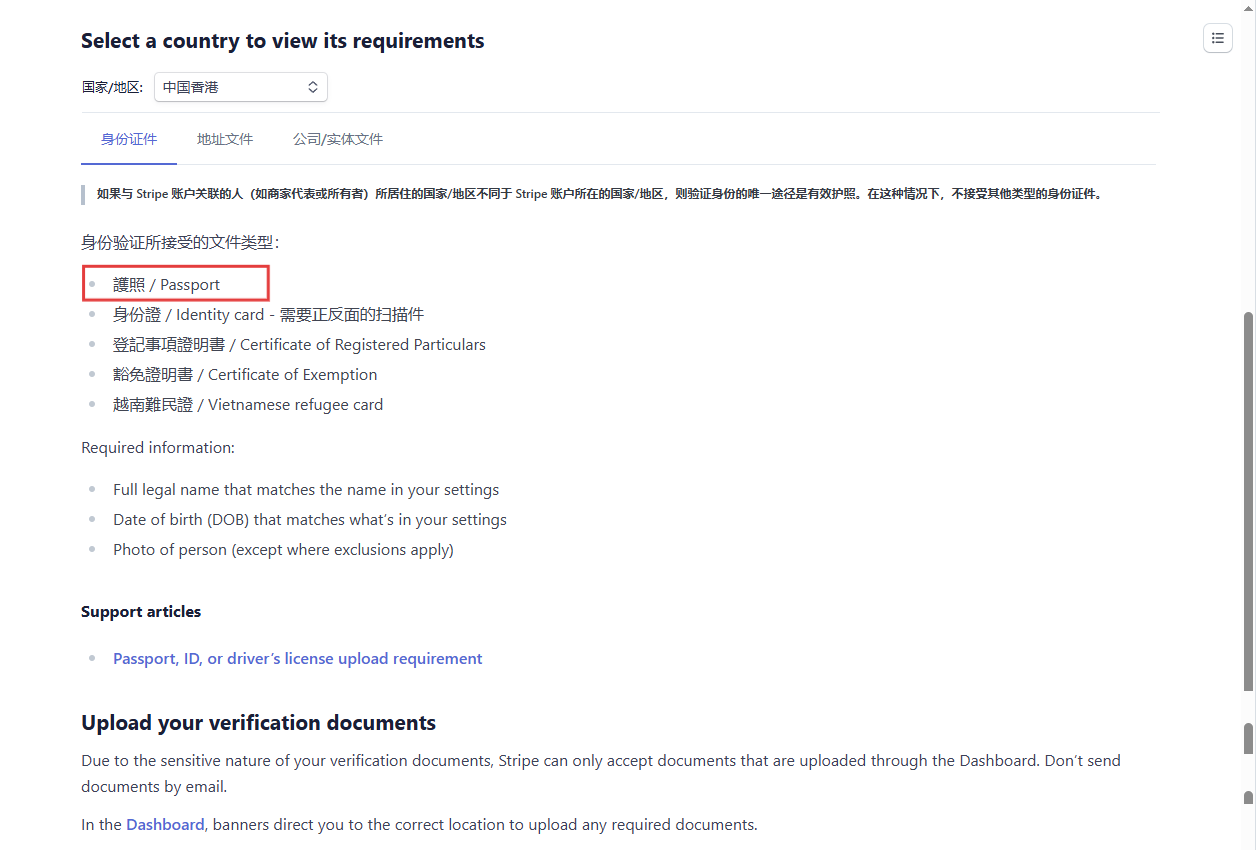 Select a country to view its requirements
国家/地区: 中国香港
身份证件 地址文件 公司/实体文件
如果与 Stripe 账户关联的人（如商家代表或所有者）所居住的国家/地区不同于 Stripe 账户所在的国家/地区，则验证身份的唯一途径是有效护照。在这种情况下，不接受其他类型的身份证件。
身份验证所接受的文件类型：
護照 / Passport
身份證 / Identity card - 需要正反面的扫描件
登記事項證明書 / Certificate of Registered Particulars
豁免證明書 / Certificate of Exemption
越南難民證 / Vietnamese refugee card
Required information:
Full legal name that matches the name in your settings
Date of birth (DOB) that matches what’s in your settings
Photo of person (except where exclusions apply)
Support articles
Passport, ID, or driver’s license upload requirement
Upload your verification documents
Due to the sensitive nature of your verification documents, Stripe can only accept documents that are uploaded through the Dashboard. Don’t send
documents by email.
In the Dashboard, banners direct you to the correct location to upload any required documents.